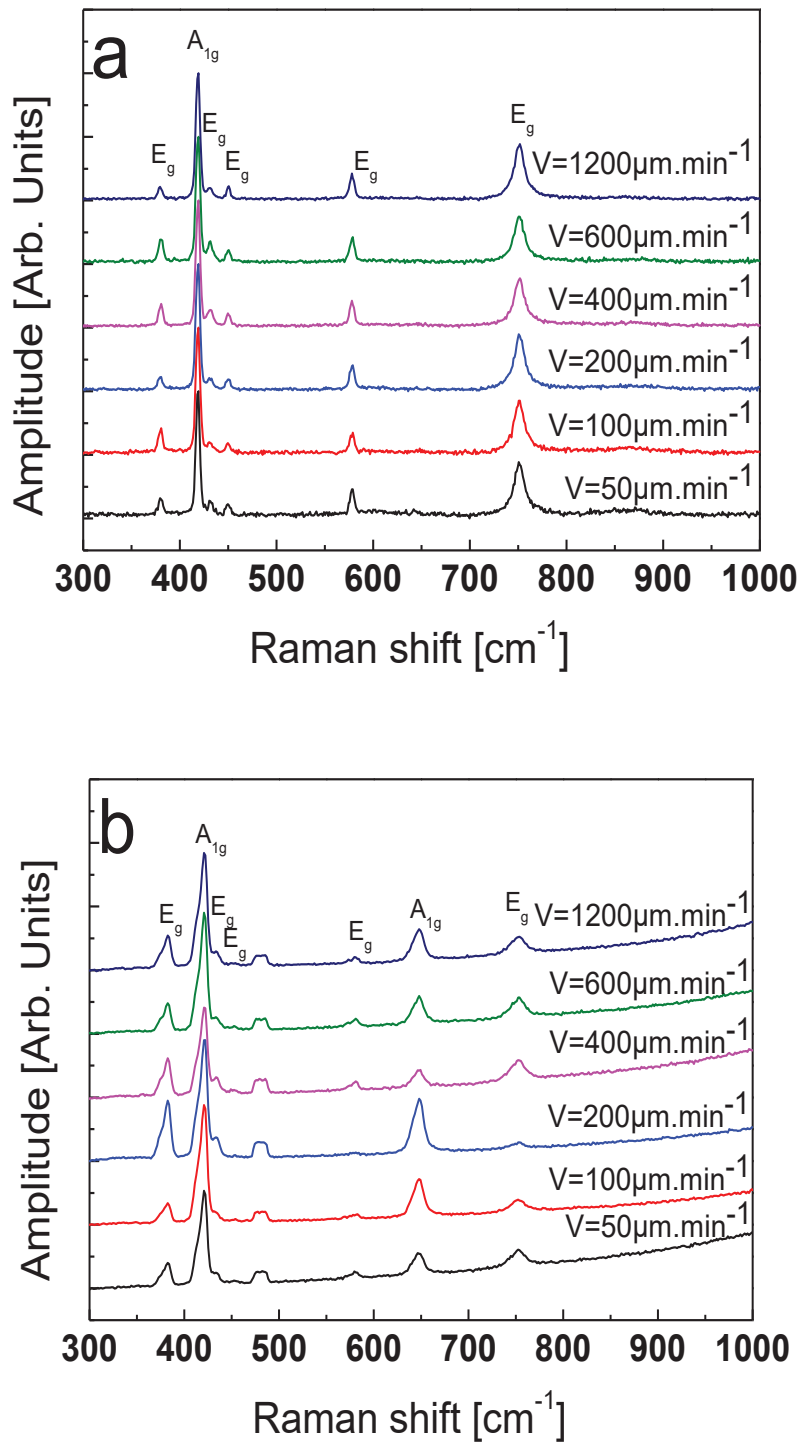 a
A1g
Eg
Eg
Eg
Eg
Eg
V=1200µm.min-1
V=600µm.min-1
V=400µm.min-1
V=200µm.min-1
V=100µm.min-1
V=50µm.min-1
Amplitude [Arb. Units]
300 400 500 600 700 800 900 1000
Raman shift [cm-1]
b
A1g
Eg
Eg
Eg
Eg
A1g
Eg
V=1200µm.min-1
V=600µm.min-1
V=400µm.min-1
V=200µm.min-1
V=100µm.min-1
V=50µm.min-1
Amplitude [Arb. Units]
300 400 500 600 700 800 900 1000
Raman shift [cm-1]